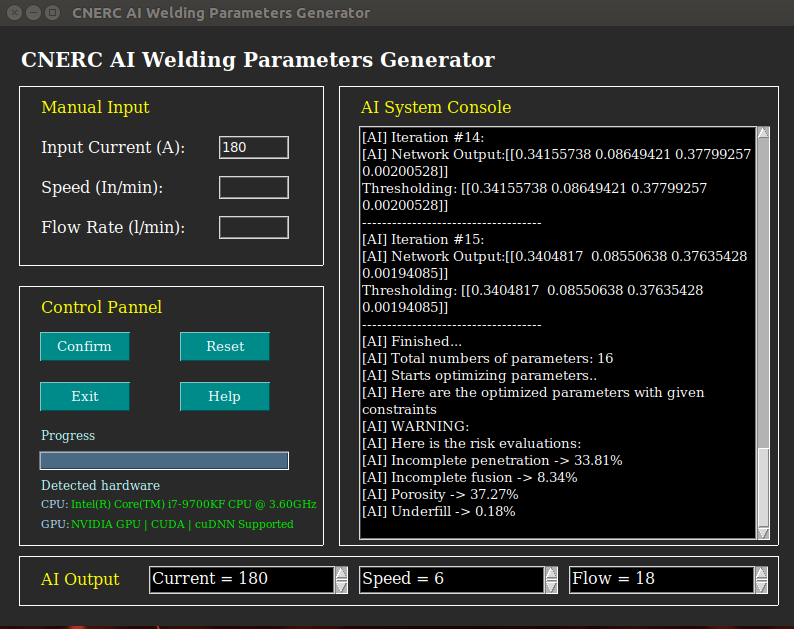 CNERC AI Welding Parameters Generator
CNERC AI Welding Parameters Generator
Manual Input
Input Current (A): 180
Speed (In/min):
Flow Rate (l/min):
Control Pannel
Confirm Reset
Exit Help
Progress
Detected hardware
CPU: Intel(R) Core(TM) i7-9700KF CPU @ 3.60GHz
GPU: NVIDIA GPU | CUDA | cuDNN Supported
AI System Console
[AI] Iteration #14:
[AI] Network Output:[[0.34155738 0.08649421 0.37799257
0.00200528]]
Thresholding: [[0.34155738 0.08649421 0.37799257
0.00200528]]
------------------------------------
[AI] Iteration #15:
[AI] Network Output:[[0.3404817  0.08550638 0.37635428
0.00194085]]
Thresholding: [[0.3404817  0.08550638 0.37635428
0.00194085]]
------------------------------------
[AI] Finished...
[AI] Total numbers of parameters: 16
[AI] Starts optimizing parameters..
[AI] Here are the optimized parameters with given
constraints
[AI] WARNING:
[AI] Here is the risk evaluations:
[AI] Incomplete penetration -> 33.81%
[AI] Incomplete fusion -> 8.34%
[AI] Porosity -> 37.27%
[AI] Underfill -> 0.18%
AI Output Current = 180 Speed = 6 Flow = 18